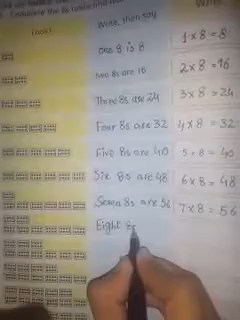 Complete the 8s table
Look!
Write, then say
Write
one 8 is 8
1 × 8 = 8
two 8s are 16
2 × 8 = 16
Three 8s are 24
3 × 8 = 24
Four 8s are 32
4 × 8 = 32
Five 8s are 40
5 × 8 = 40
Six 8s are 48
6 × 8 = 48
Seven 8s are 56
7 × 8 = 56
Eight 8s